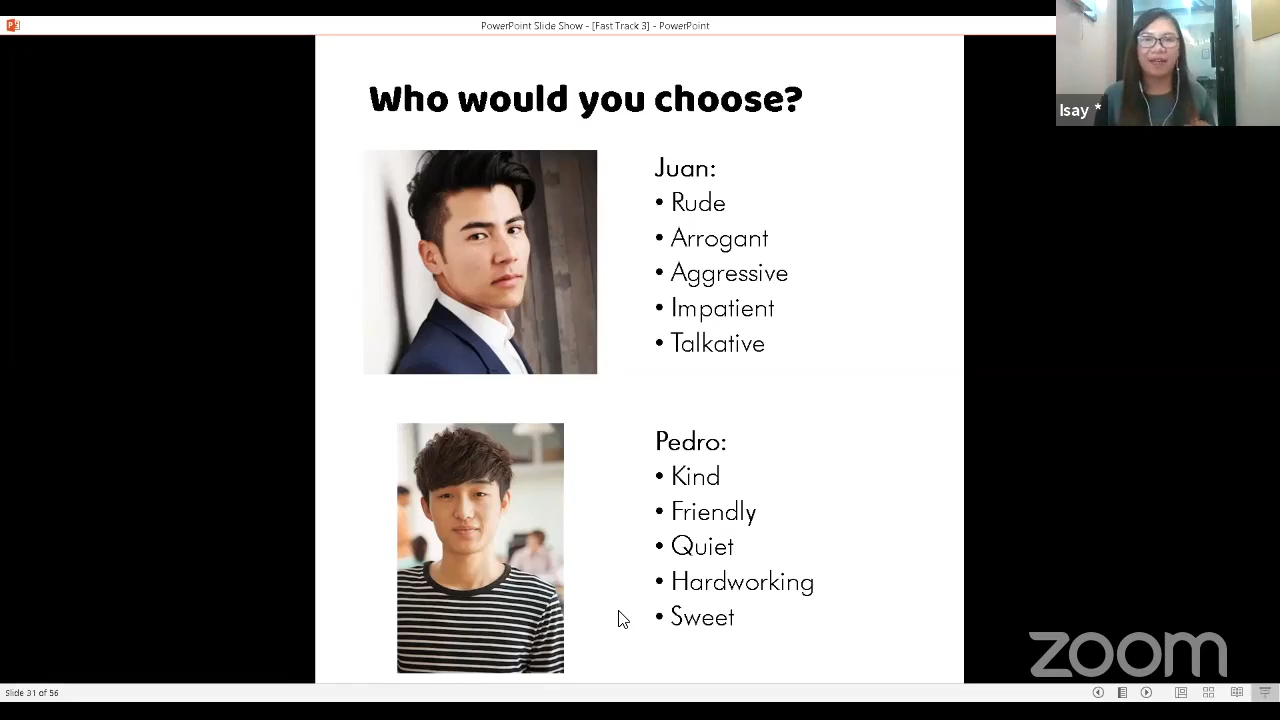 PowerPoint Slide Show - [Fast Track 3] - PowerPoint
Isay *
Who would you choose?
Juan:
• Rude
• Arrogant
• Aggressive
• Impatient
• Talkative
Pedro:
• Kind
• Friendly
• Quiet
• Hardworking
• Sweet
zoom
Slide 31 of 56